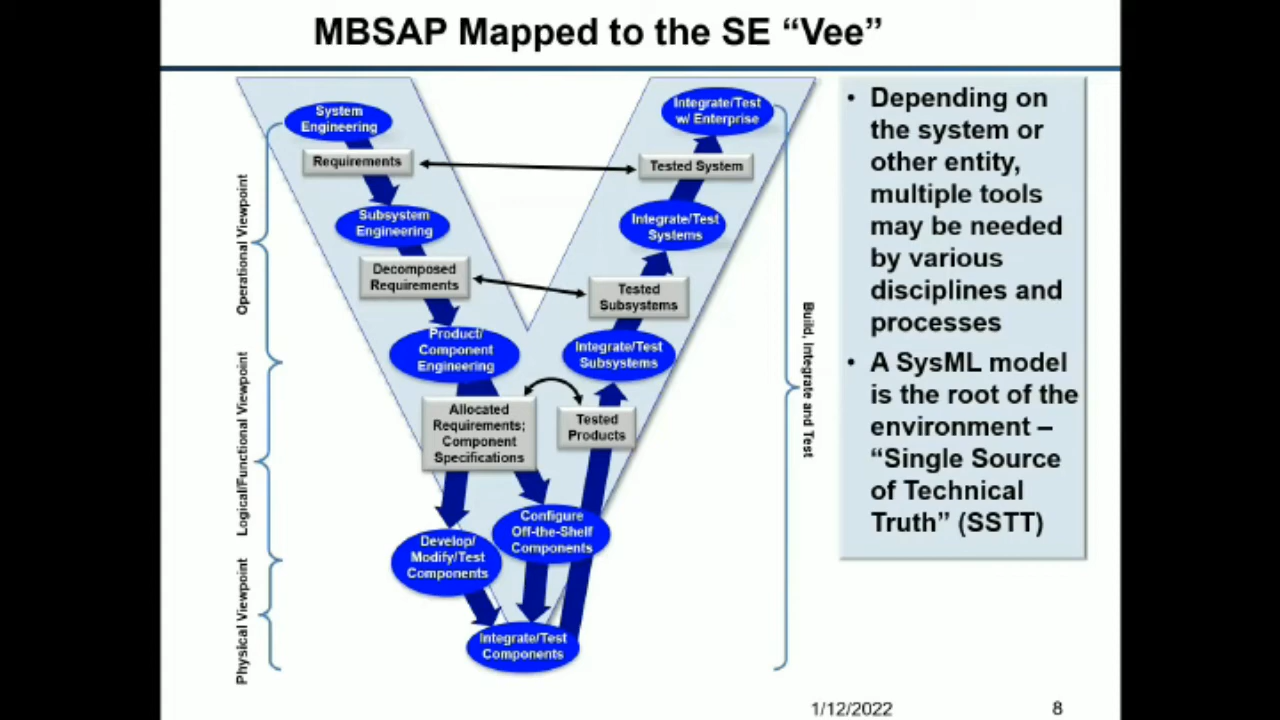 MBSAP Mapped to the SE “Vee”
System
Engineering
Requirements
Subsystem
Engineering
Decomposed
Requirements
Product/
Component
Engineering
Allocated
Requirements;
Component
Specifications
Develop/
Modify/Test
Components
Configure
Off-the-Shelf
Components
Integrate/Test
Components
Tested
Products
Integrate/Test
Subsystems
Tested
Subsystems
Integrate/Test
Systems
Tested System
Integrate/Test
w/ Enterprise
Operational Viewpoint
Logical/Functional Viewpoint
Physical Viewpoint
Build, Integrate and Test
• Depending on
the system or
other entity,
multiple tools
may be needed
by various
disciplines and
processes
• A SysML model
is the root of the
environment –
“Single Source
of Technical
Truth” (SSTT)
1/12/2022
8